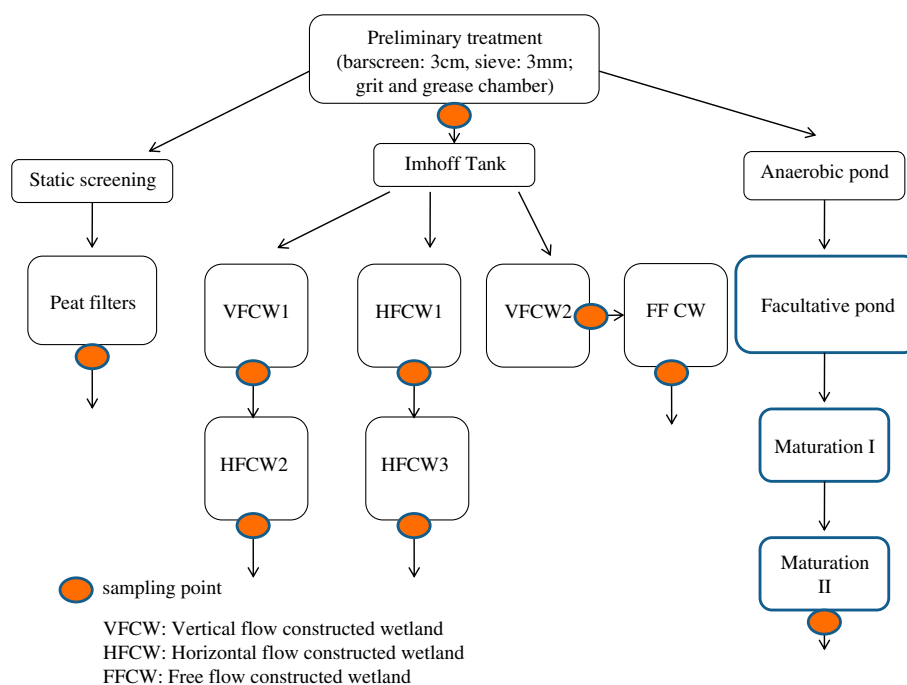 Preliminary treatment
(barscreen: 3cm, sieve: 3mm;
grit and grease chamber)
Static screening
Imhoff Tank
Anaerobic pond
Peat filters
VFCW1
HFCW1
VFCW2
FF CW
Facultative pond
HFCW2
HFCW3
Maturation I
Maturation
II
sampling point
VFCW: Vertical flow constructed wetland
HFCW: Horizontal flow constructed wetland
FFCW: Free flow constructed wetland